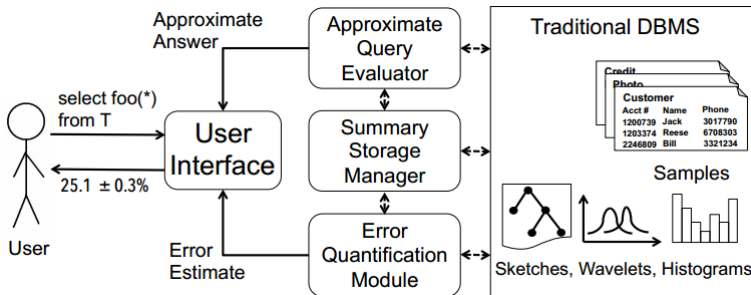 Approximate
Answer
select foo(*)
from T
25.1 ± 0.3%
User
User
Interface
Error
Estimate
Approximate
Query
Evaluator
Summary
Storage
Manager
Error
Quantification
Module
Traditional DBMS
Credit
Photo
Customer
Acct # Name Phone
1200739 Jack 3017790
1203374 Reese 6708303
2246809 Bill 3321234
Samples
Sketches, Wavelets, Histograms